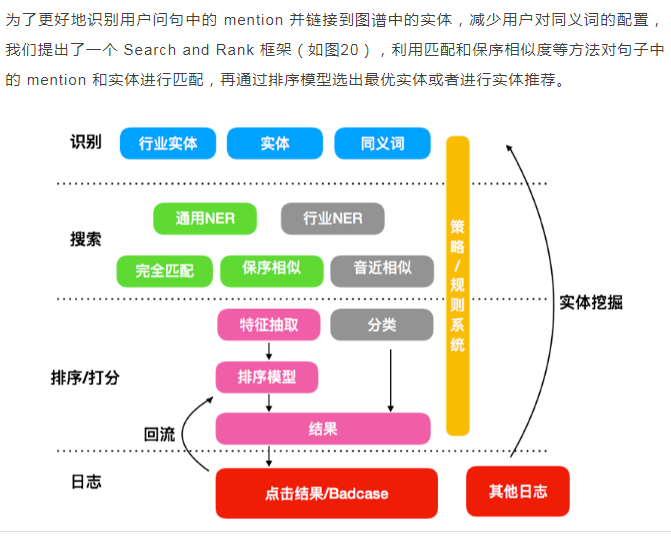 为了更好地识别用户问句中的 mention 并链接到图谱中的实体，减少用户对同义词的配置，
我们提出了一个 Search and Rank 框架（如图20），利用匹配和保序相似度等方法对句子中
的 mention 和实体进行匹配，再通过排序模型选出最优实体或者进行实体推荐。
识别
行业实体
实体
同义词
通用NER
行业NER
搜索
完全匹配
保序相似
音近相似
策略/规则系统
实体挖掘
特征抽取
分类
排序/打分
排序模型
回流
结果
日志
点击结果/Badcase
其他日志